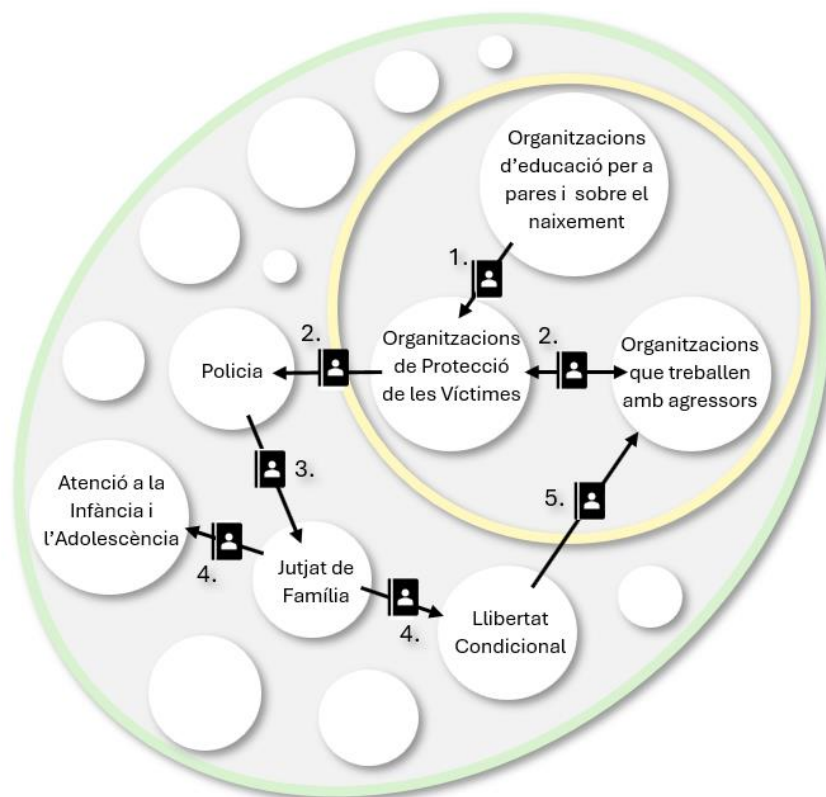 Organitzacions
d’educació per a
pares i sobre el
naixement
1.
2.
Organitzacions
de Protecció
de les Víctimes
2.
Organitzacions
que treballen
amb agressors
Policia
3.
5.
Atenció a la
Infància i
l’Adolescència
4.
Jutjat de
Família
4.
Llibertat
Condicional